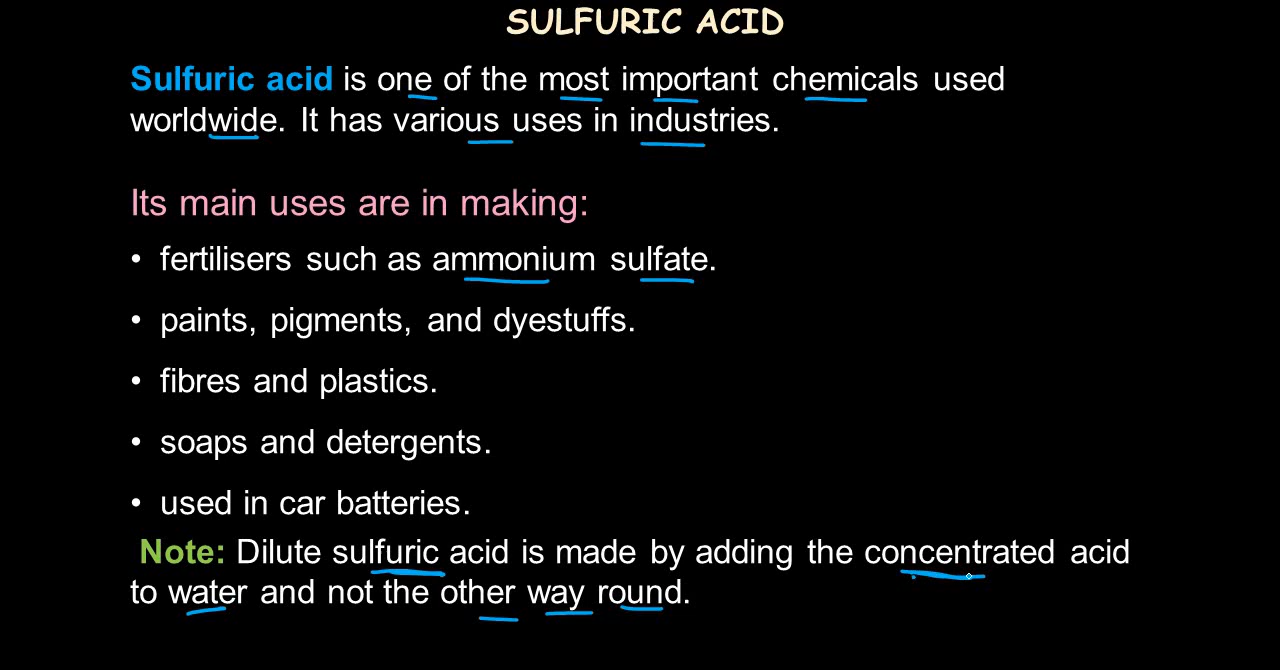 SULFURIC ACID
Sulfuric acid is one of the most important chemicals used
worldwide. It has various uses in industries.
Its main uses are in making:
• fertilisers such as ammonium sulfate.
• paints, pigments, and dyestuffs.
• fibres and plastics.
• soaps and detergents.
• used in car batteries.
Note: Dilute sulfuric acid is made by adding the concentrated acid
to water and not the other way round.